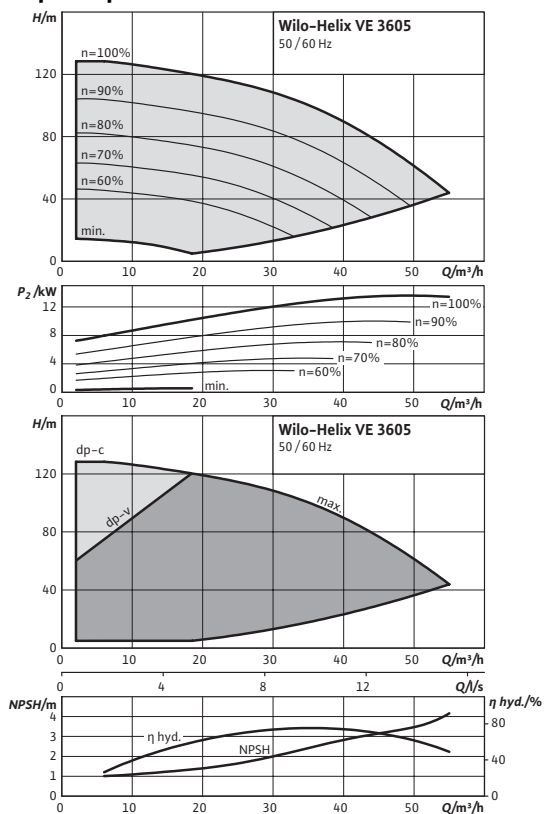 H/m
Wilo-Helix VE 3605
50 / 60 Hz
n=100%
120
n=90%
80
n=80%
n=70%
n=60%
40
min.
0
0 10 20 30 40 50 Q/m³/h
P₂/kW
12
n=100%
n=90%
8
n=80%
4
n=70%
n=60%
min.
0
0 10 20 30 40 50 Q/m³/h
H/m
Wilo-Helix VE 3605
50 / 60 Hz
dp-c
120
max.
dp-v
80
40
0
0 10 20 30 40 50 Q/m³/h
0 4 8 12 Q/l/s
NPSH/m η hyd./%
4
80
3
η hyd.
NPSH
2
40
1
0 0
0 10 20 30 40 50 Q/m³/h